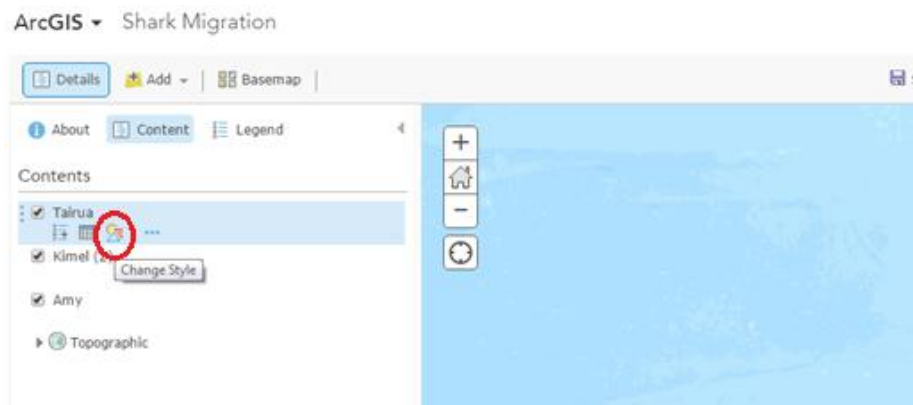 ArcGIS Shark Migration
Details Add Basemap
About Content Legend
Contents
Tairua
Kimel (2)
Change Style
Amy
Topographic